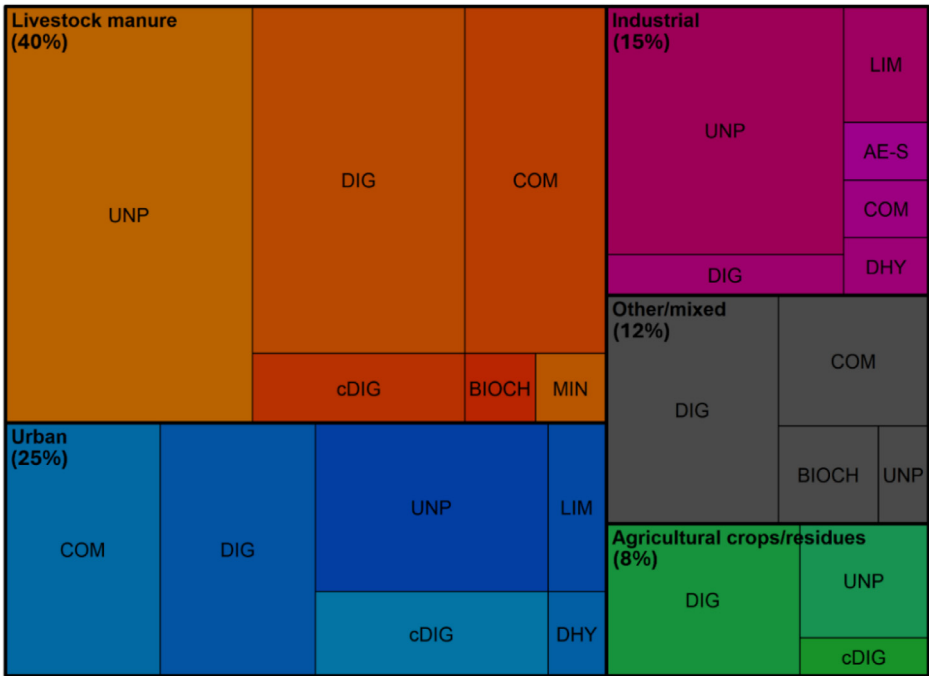 Livestock manure
(40%)
UNP
DIG
COM
cDIG
BIOCH
MIN
Urban
(25%)
COM
DIG
UNP
LIM
cDIG
DHY
Industrial
(15%)
UNP
LIM
AE-S
COM
DIG
DHY
Other/mixed
(12%)
DIG
COM
BIOCH
UNP
Agricultural crops/residues
(8%)
DIG
UNP
cDIG